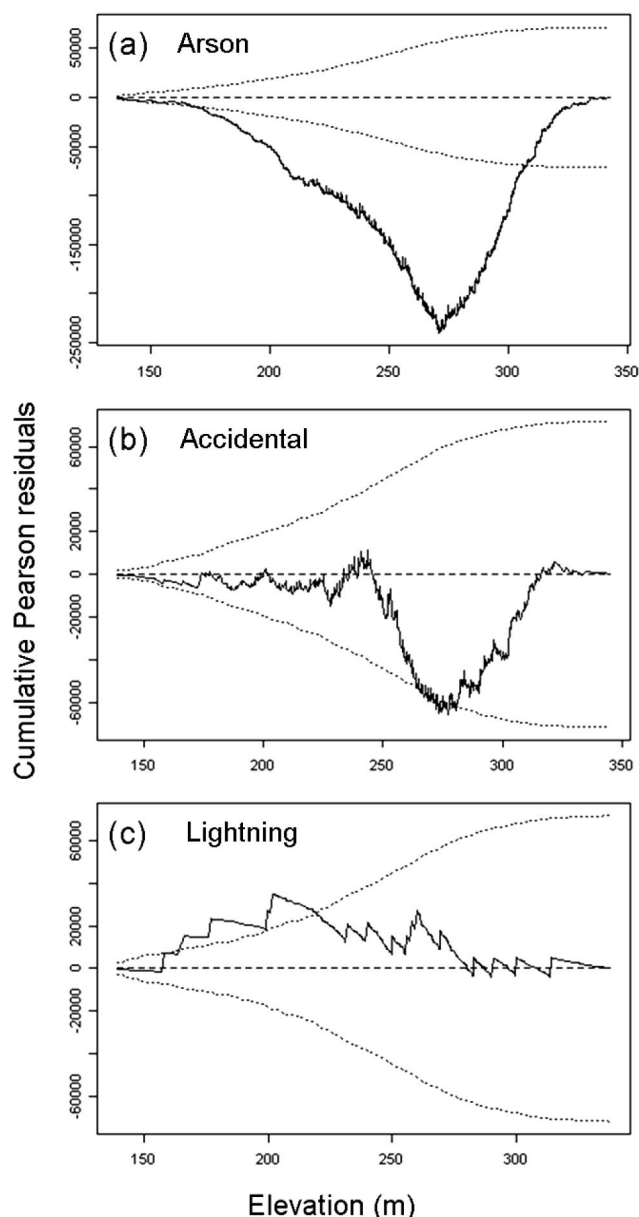 (a) Arson
50000
0
-50000
-150000
-250000
150 200 250 300 350
Cumulative Pearson residuals
(b) Accidental
60000
20000
0
-20000
-60000
150 200 250 300 350
(c) Lightning
60000
20000
0
-20000
-60000
150 200 250 300
Elevation (m)